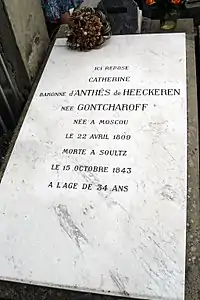 ICI REPOSE
CATHERINE
BARONNE d'ANTHÈS de HEECKEREN
NÉE GONTCHAROFF
NÉE A MOSCOU
LE 22 AVRIL 1809
MORTE A SOULTZ
LE 15 OCTOBRE 1843
A L'AGE DE 34 ANS